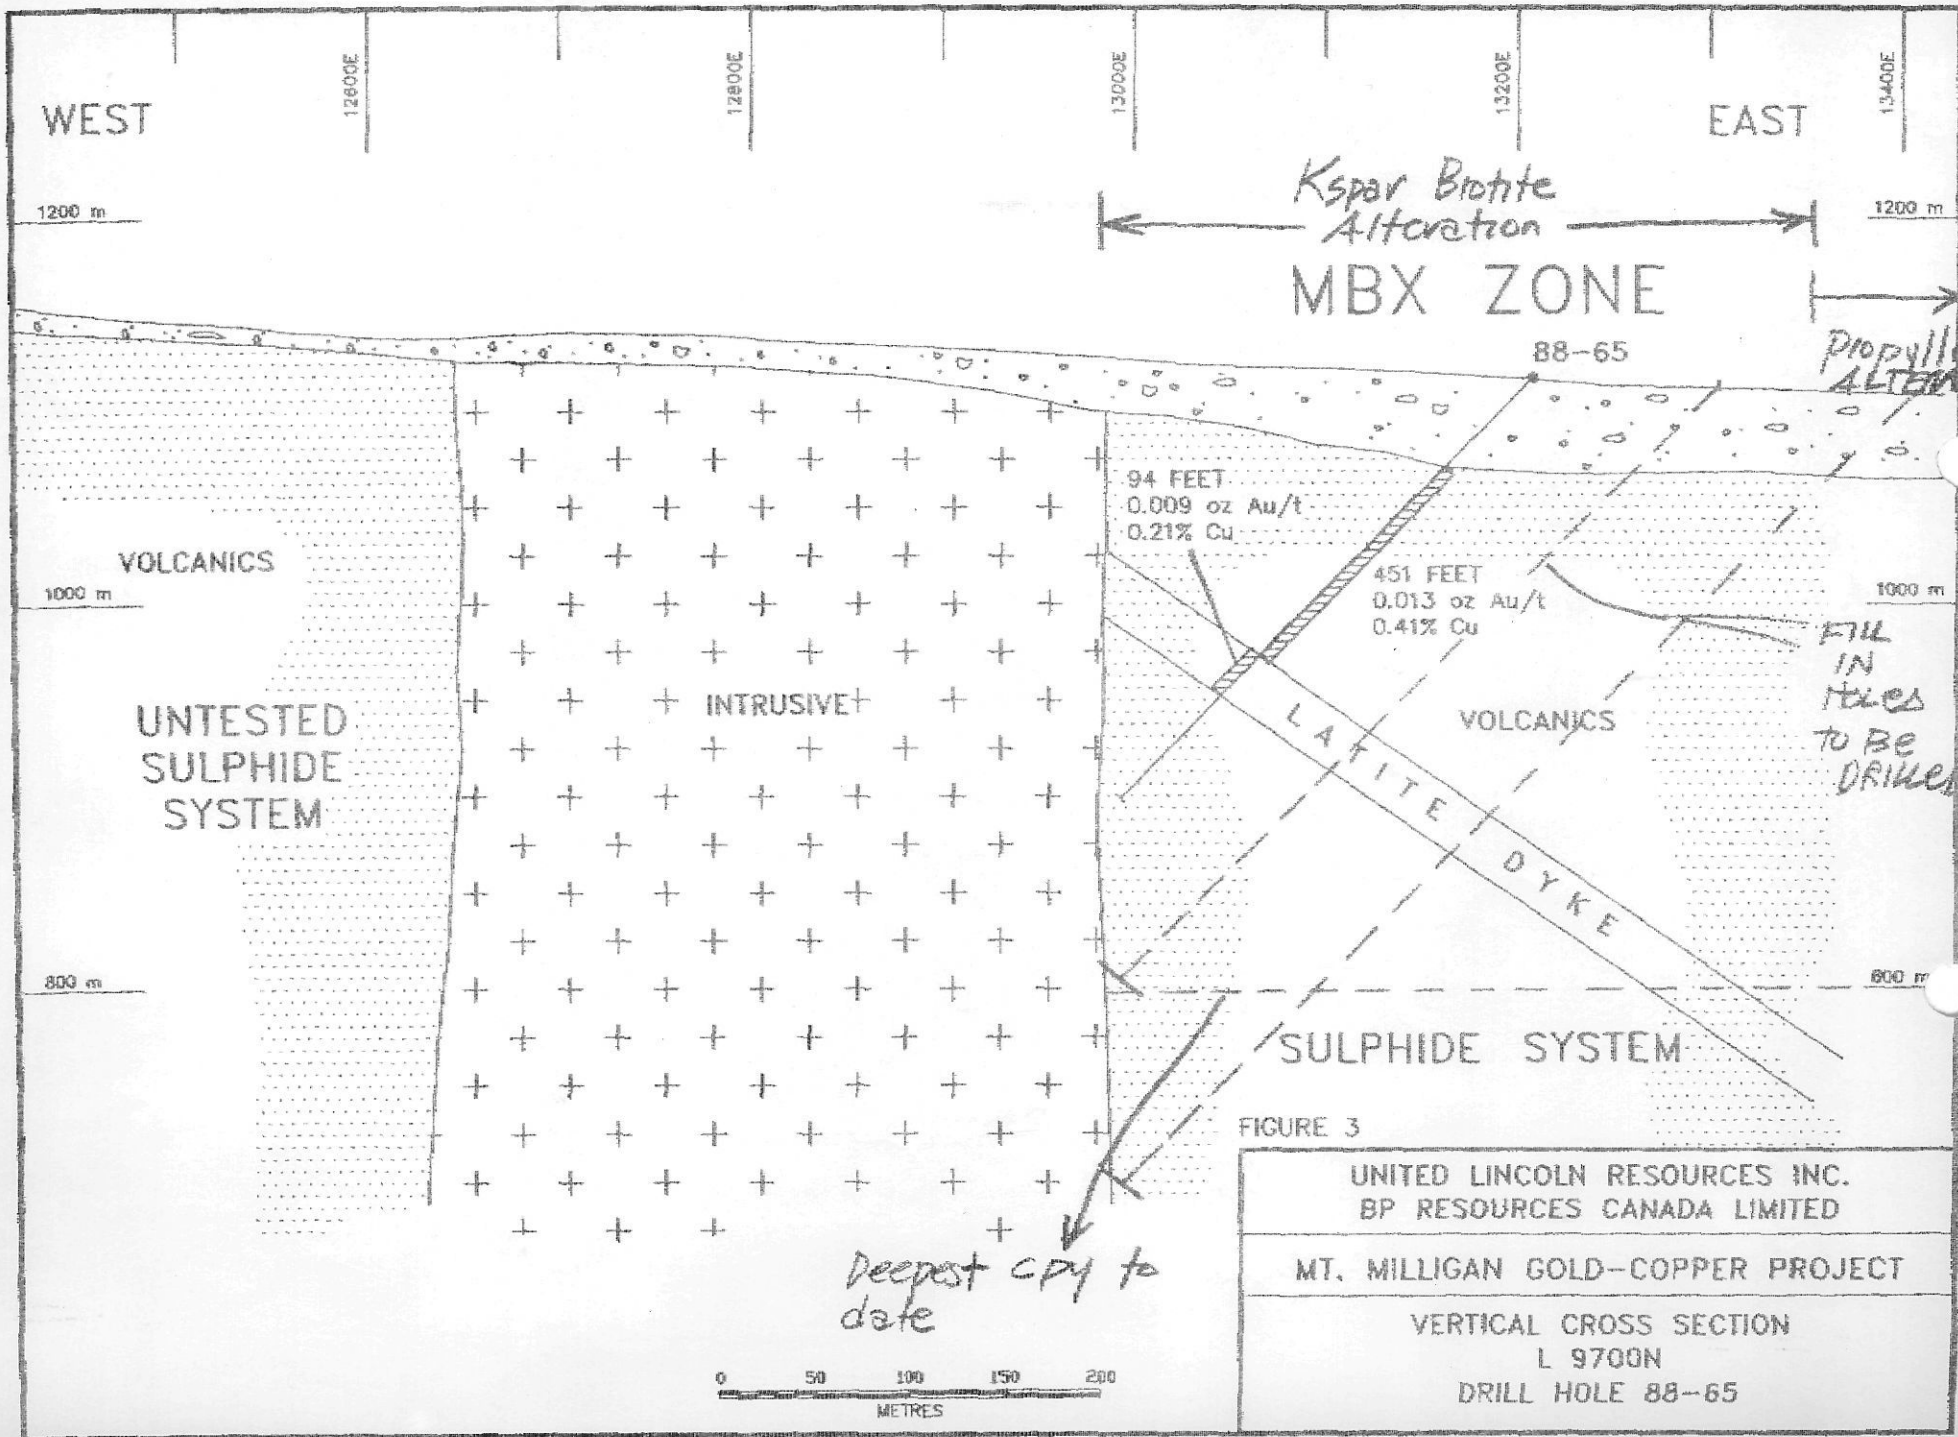 12600E
12800E
13000E
13200E
13400E
WEST
EAST
Kspar Biotite
Alteration
1200 m
1200 m
MBX ZONE
88-65
94 FEET
0.009 oz Au/t
0.21% Cu
VOLCANICS
451 FEET
0.013 oz Au/t
0.41% Cu
1000 m
1000 m
FILL
IN
Holes
to BE
UNTESTED
SULPHIDE
SYSTEM
INTRUSIVE
VOLCANICS
LATITE DYKE
800 m
800 m
SULPHIDE SYSTEM
FIGURE 3
UNITED LINCOLN RESOURCES INC.
BP RESOURCES CANADA LIMITED
MT. MILLIGAN GOLD-COPPER PROJECT
VERTICAL CROSS SECTION
L 9700N
DRILL HOLE 88-65
Deepest cpy to
date
0 50 100 150 200
METRES